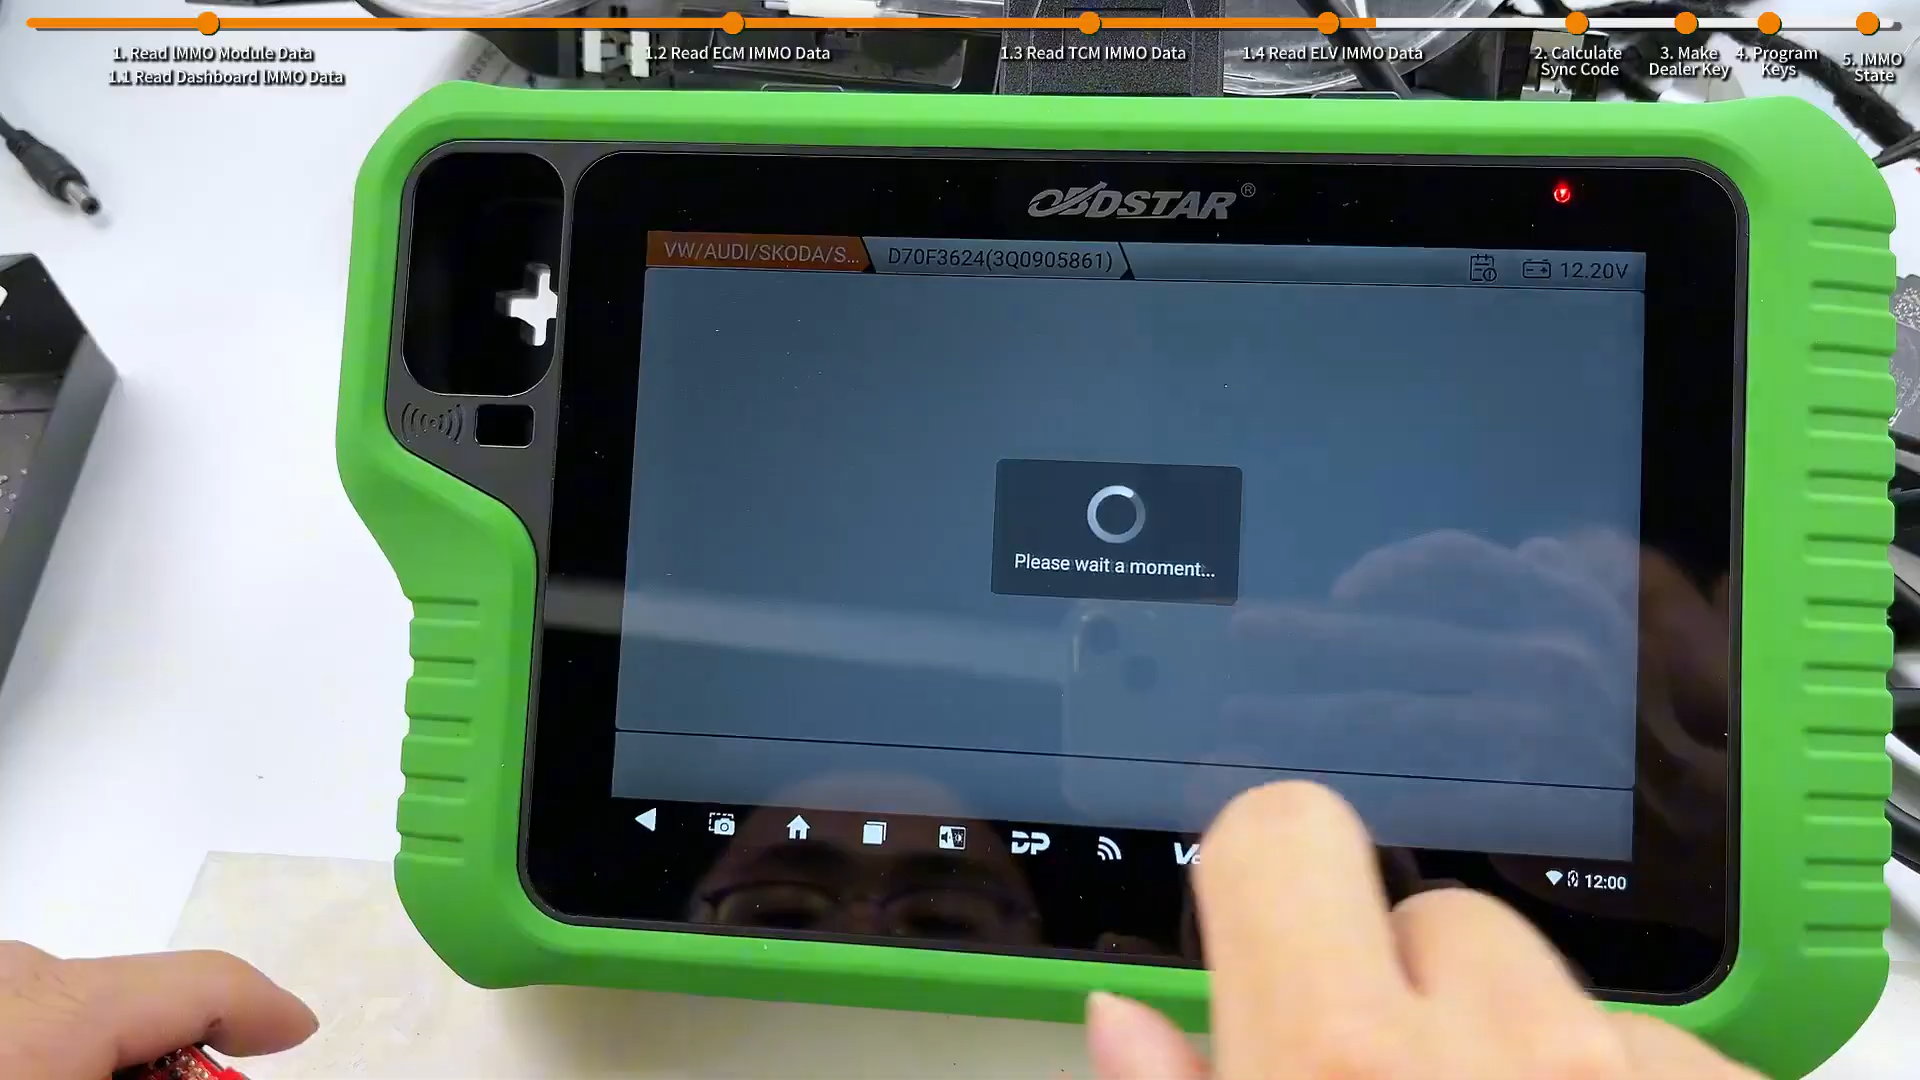 1. Read IMMO Module Data
1.1 Read Dashboard IMMO Data
1.2 Read ECM IMMO Data
1.3 Read TCM IMMO Data
1.4 Read ELV IMMO Data
2. Calculate
Sync Code
3. Make
Dealer Key
4. Program
Keys
5. IMMO
State
OBDSTAR®
VW/AUDI/SKODA/S...
D70F3624(3Q0905861)
12.20V
Please wait a moment...
DP
12:00